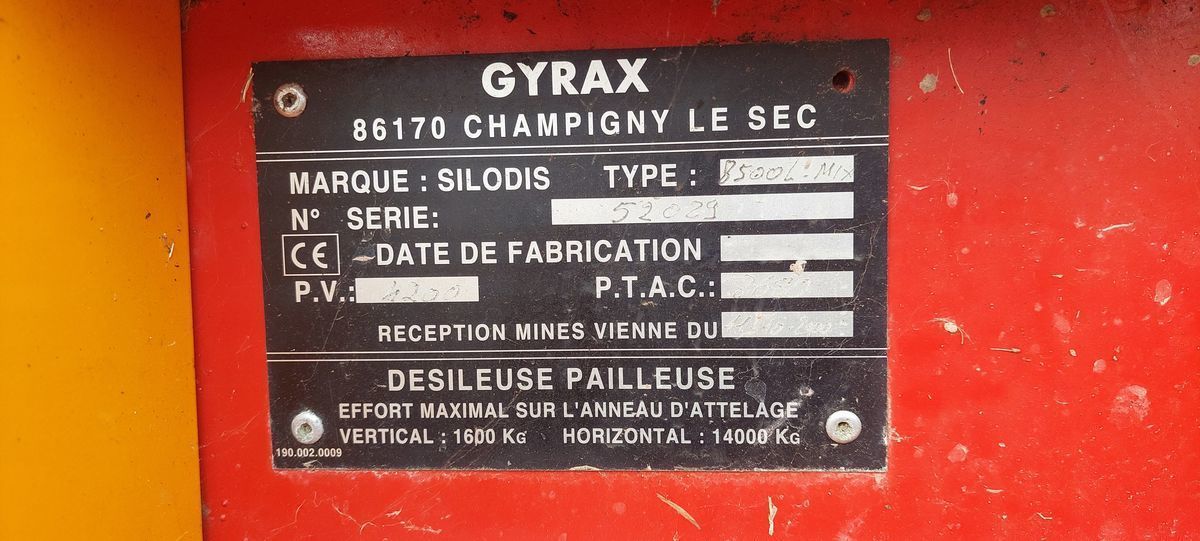 GYRAX
86170 CHAMPIGNY LE SEC
MARQUE : SILODIS TYPE : 8500L-MIX
N° SERIE: 52029
CE DATE DE FABRICATION
P.V.: 4200 P.T.A.C.:
RECEPTION MINES VIENNE DU
DESILEUSE PAILLEUSE
EFFORT MAXIMAL SUR L'ANNEAU D'ATTELAGE
VERTICAL : 1600 KG HORIZONTAL : 14000 KG
190.002.0009